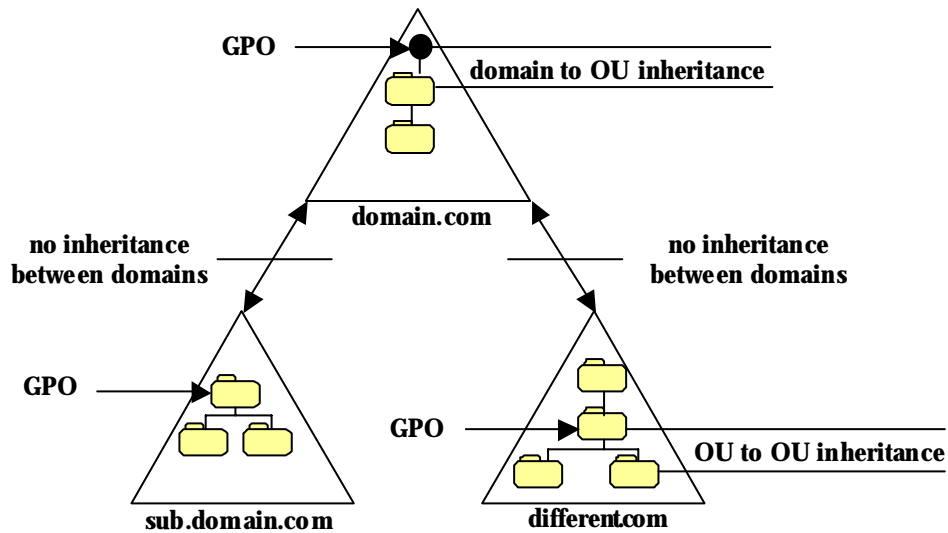 GPO
domain to OU inheritance
domain.com
no inheritance
between domains
no inheritance
between domains
GPO
GPO
OU to OU inheritance
sub.domain.com
different.com